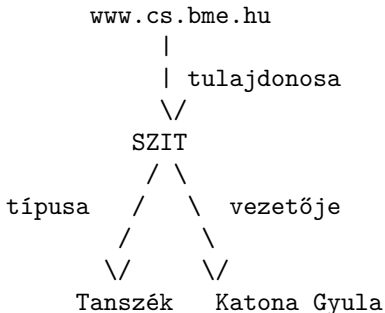 www.cs.bme.hu
tulajdonosa
SZIT
típusa vezetője
Tanszék Katona Gyula